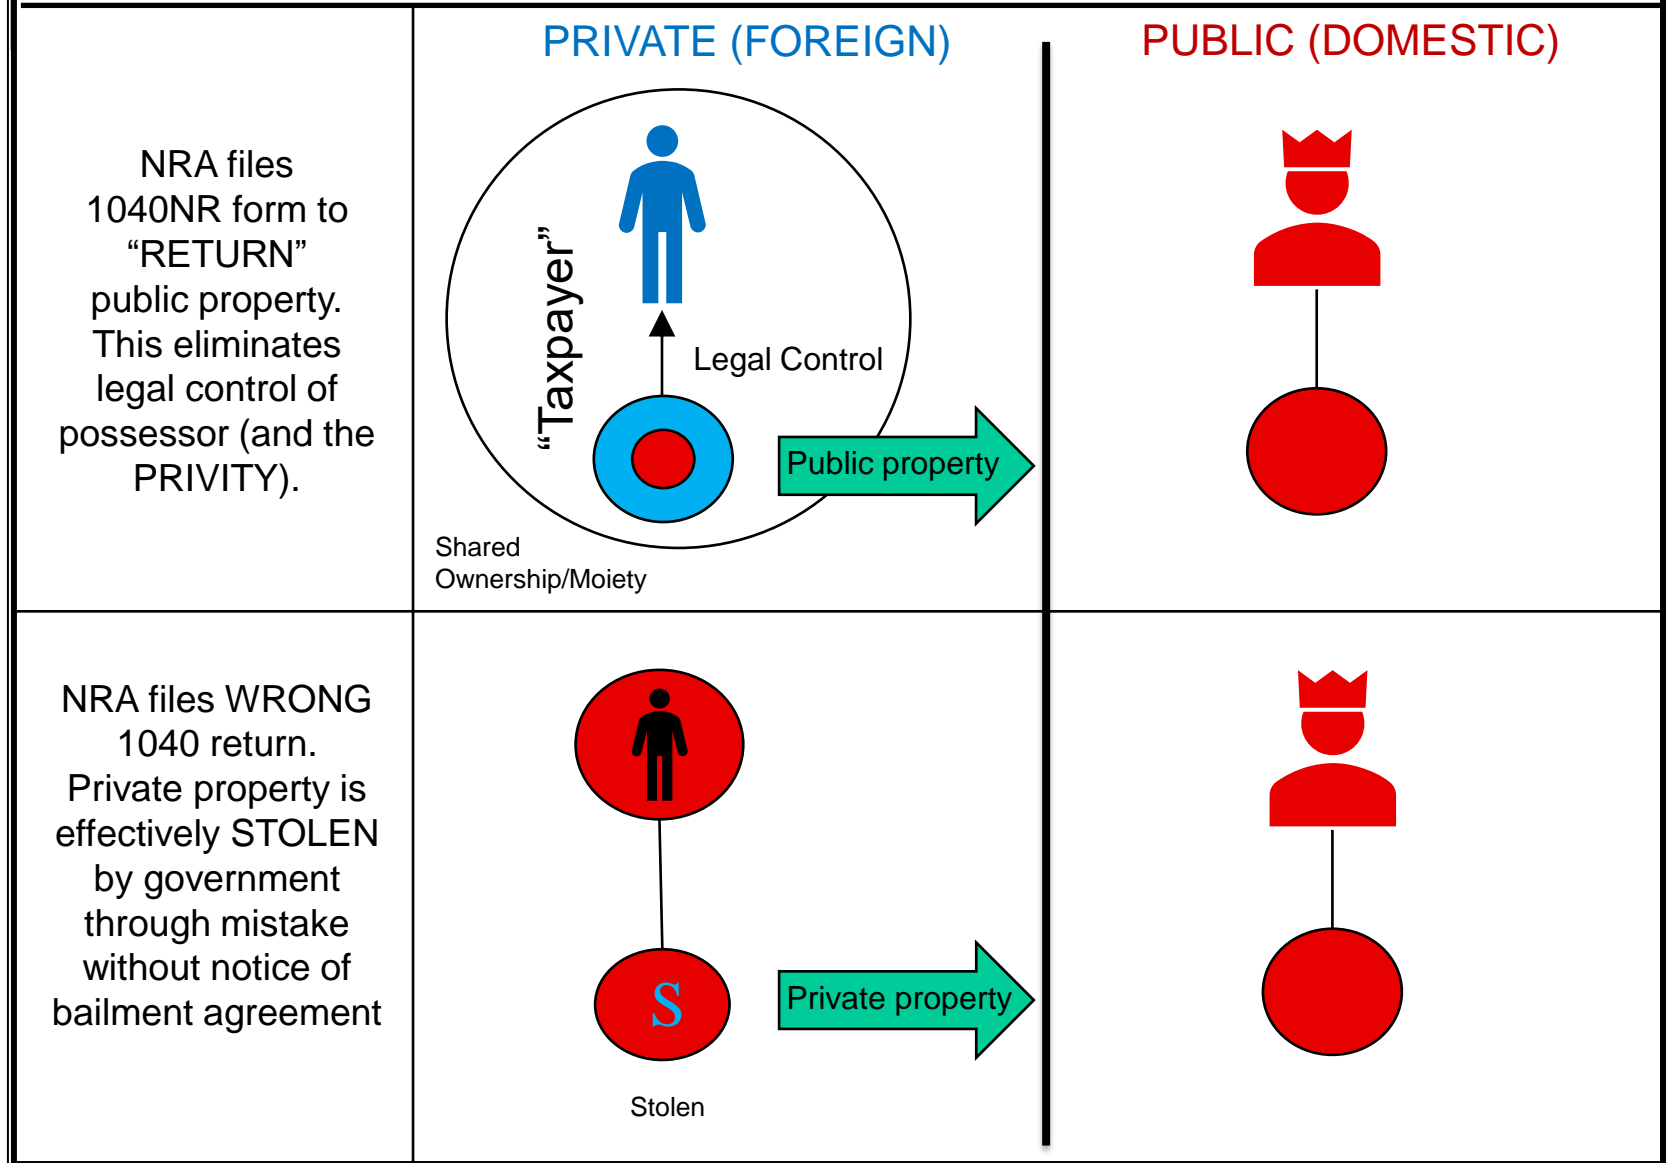 PRIVATE (FOREIGN)
PUBLIC (DOMESTIC)
NRA files
1040NR form to
“RETURN”
public property.
This eliminates
legal control of
possessor (and the
PRIVITY).
“Taxpayer”
Legal Control
Public property
Shared
Ownership/Moiety
NRA files WRONG
1040 return.
Private property is
effectively STOLEN
by government
through mistake
without notice of
bailment agreement
S
Private property
Stolen